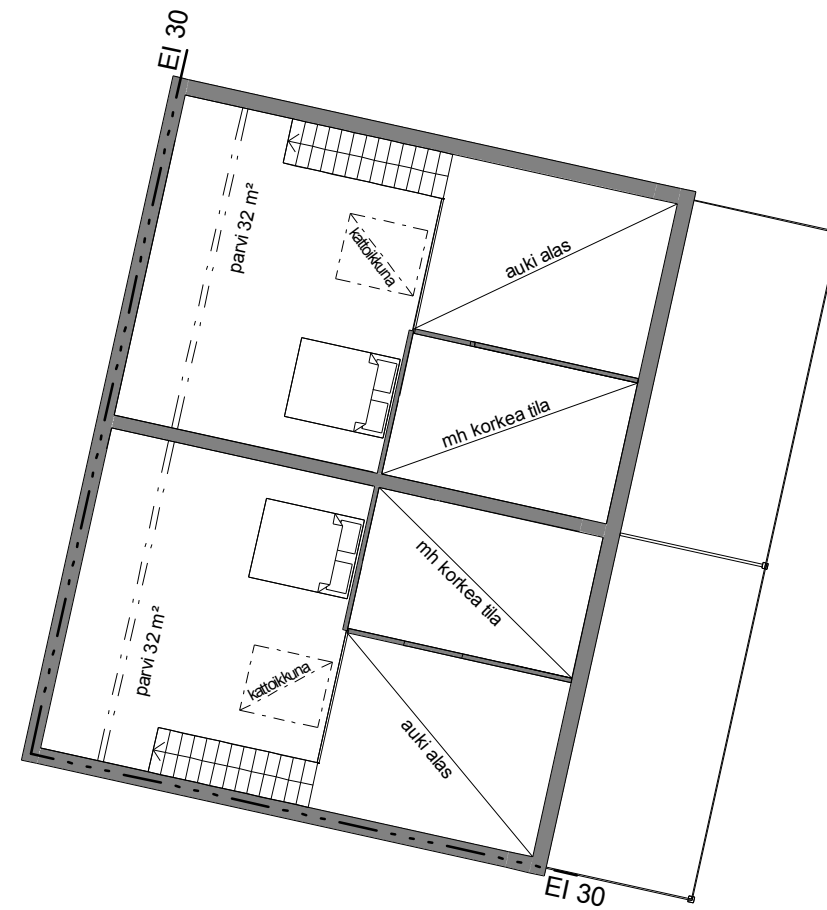 EI 30
parvi 32 m²
kattoikkuna
auki alas
mh korkea tila
mh korkea tila
parvi 32 m²
kattoikkuna
auki alas
EI 30